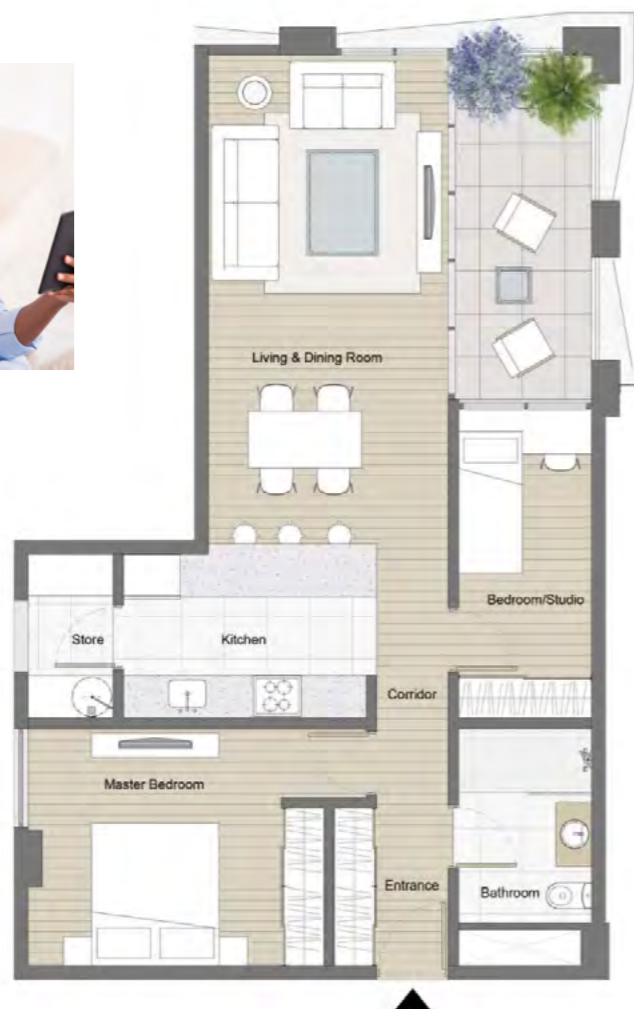 Living & Dining Room
Bedroom/Studio
Store
Kitchen
Corridor
Master Bedroom
Entrance
Bathroom